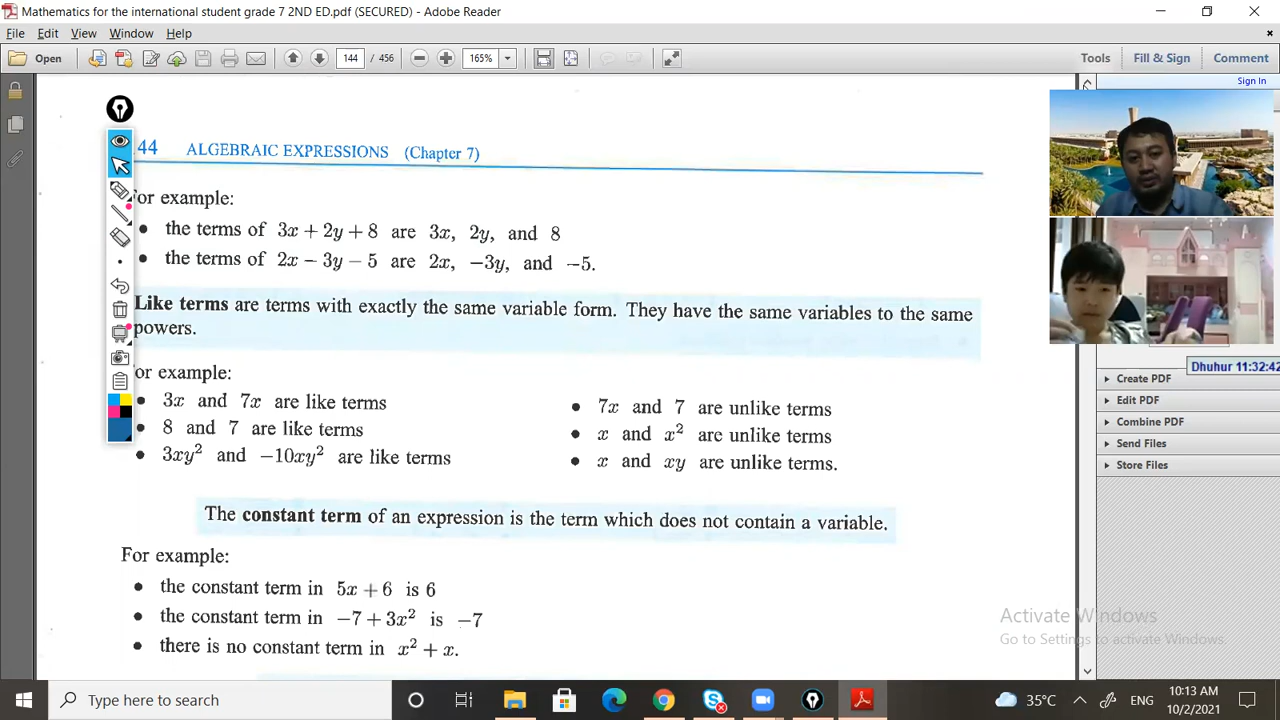 Mathematics for the international student grade 7 2ND ED.pdf (SECURED) - Adobe Reader
File Edit View Window Help
Open 144 / 456 165% Tools Fill & Sign Comment
Sign In
44 ALGEBRAIC EXPRESSIONS (Chapter 7)
For example:
• the terms of 3x + 2y + 8 are 3x, 2y, and 8
• the terms of 2x − 3y − 5 are 2x, −3y, and −5.
Like terms are terms with exactly the same variable form. They have the same variables to the same
powers.
For example:
• 3x and 7x are like terms
• 8 and 7 are like terms
• 3xy² and −10xy² are like terms
• 7x and 7 are unlike terms
• x and x² are unlike terms
• x and xy are unlike terms.
The constant term of an expression is the term which does not contain a variable.
For example:
• the constant term in 5x + 6 is 6
• the constant term in −7 + 3x² is −7
• there is no constant term in x² + x.
Dhuhur 11:32:42
Create PDF
Edit PDF
Combine PDF
Send Files
Store Files
Activate Windows
Go to Settings to activate Windows.
Type here to search
35°C ENG 10:13 AM
10/2/2021